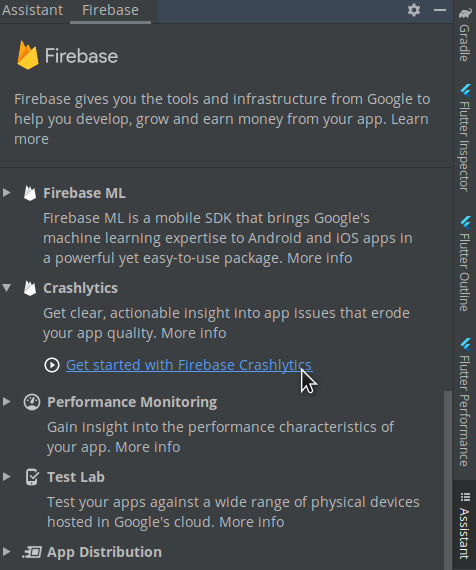 Assistant Firebase
Firebase
Firebase gives you the tools and infrastructure from Google to
help you develop, grow and earn money from your app. Learn
more
Firebase ML
Firebase ML is a mobile SDK that brings Google's
machine learning expertise to Android and iOS apps in
a powerful yet easy-to-use package. More info
Crashlytics
Get clear, actionable insight into app issues that erode
your app quality. More info
Get started with Firebase Crashlytics
Performance Monitoring
Gain insight into the performance characteristics of
your app. More info
Test Lab
Test your apps against a wide range of physical devices
hosted in Google's cloud. More info
App Distribution
Gradle
Flutter Inspector
Flutter Outline
Flutter Performance
Assistant